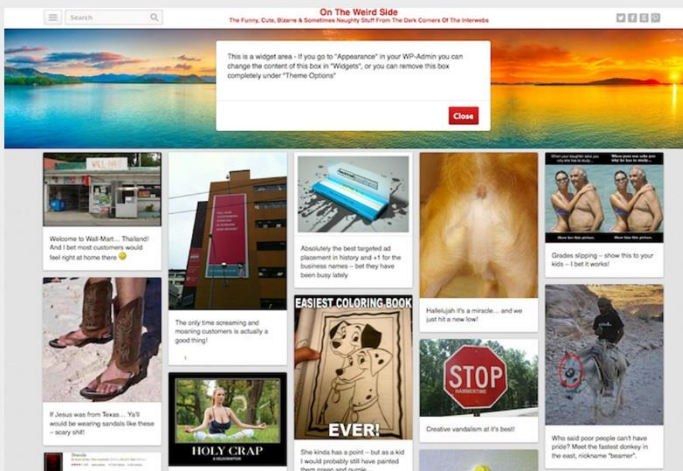 Search
On The Weird Side
The Funny, Cute, Bizarre & Sometimes Naughty Stuff From The Dark Corners Of The Interwebs
This is a widget area - If you go to "Appearance" in your WP-Admin you can
change the content of this box in "Widgets", or you can remove this box
completely under "Theme Options"
Close
WALL-MART
Welcome to Wall-Mart... Thailand!
And I bet most customers would
feel right at home there
If Jesus was from Texas... Ya'll
would be wearing sandals like these
– scary shit!
The only time screaming and
moaning customers is actually a
good thing!
HOLY CRAP
Absolutely the best targeted ad
placement in history and +1 for the
business names – bet they have
been busy lately
EASIEST COLORING BOOK
EVER!
She kinda has a point – but as a kid
I would probably still have painted
them green and purple
Hallelujah it's a miracle... and we
just hit a new low!
STOP
HAMMERTIME
Creative vandalism at it's best!
Grades slipping – show this to your
kids – I bet it works!
Who said poor people can't have
pride? Meet the fastest donkey in
the east, nickname "beamer".